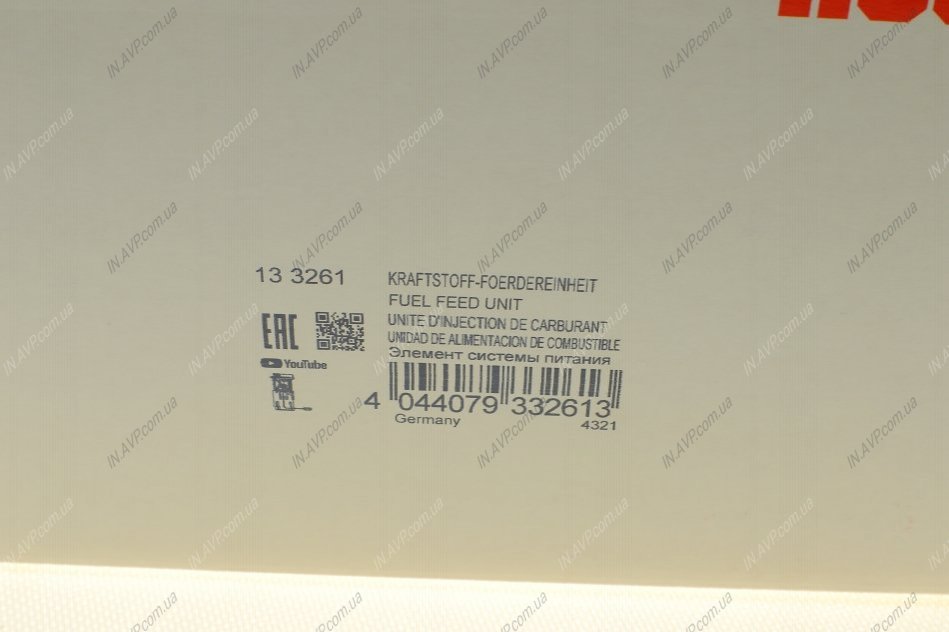 13 3261
KRAFTSTOFF-FOERDEREINHEIT
FUEL FEED UNIT
UNITE D'INJECTION DE CARBURANT
UNIDAD DE ALIMENTACION DE COMBUSTIBLE
Элемент системы питания
EAC
YouTube
4 044079 332613
Germany
4321
IN.AVP.com.ua